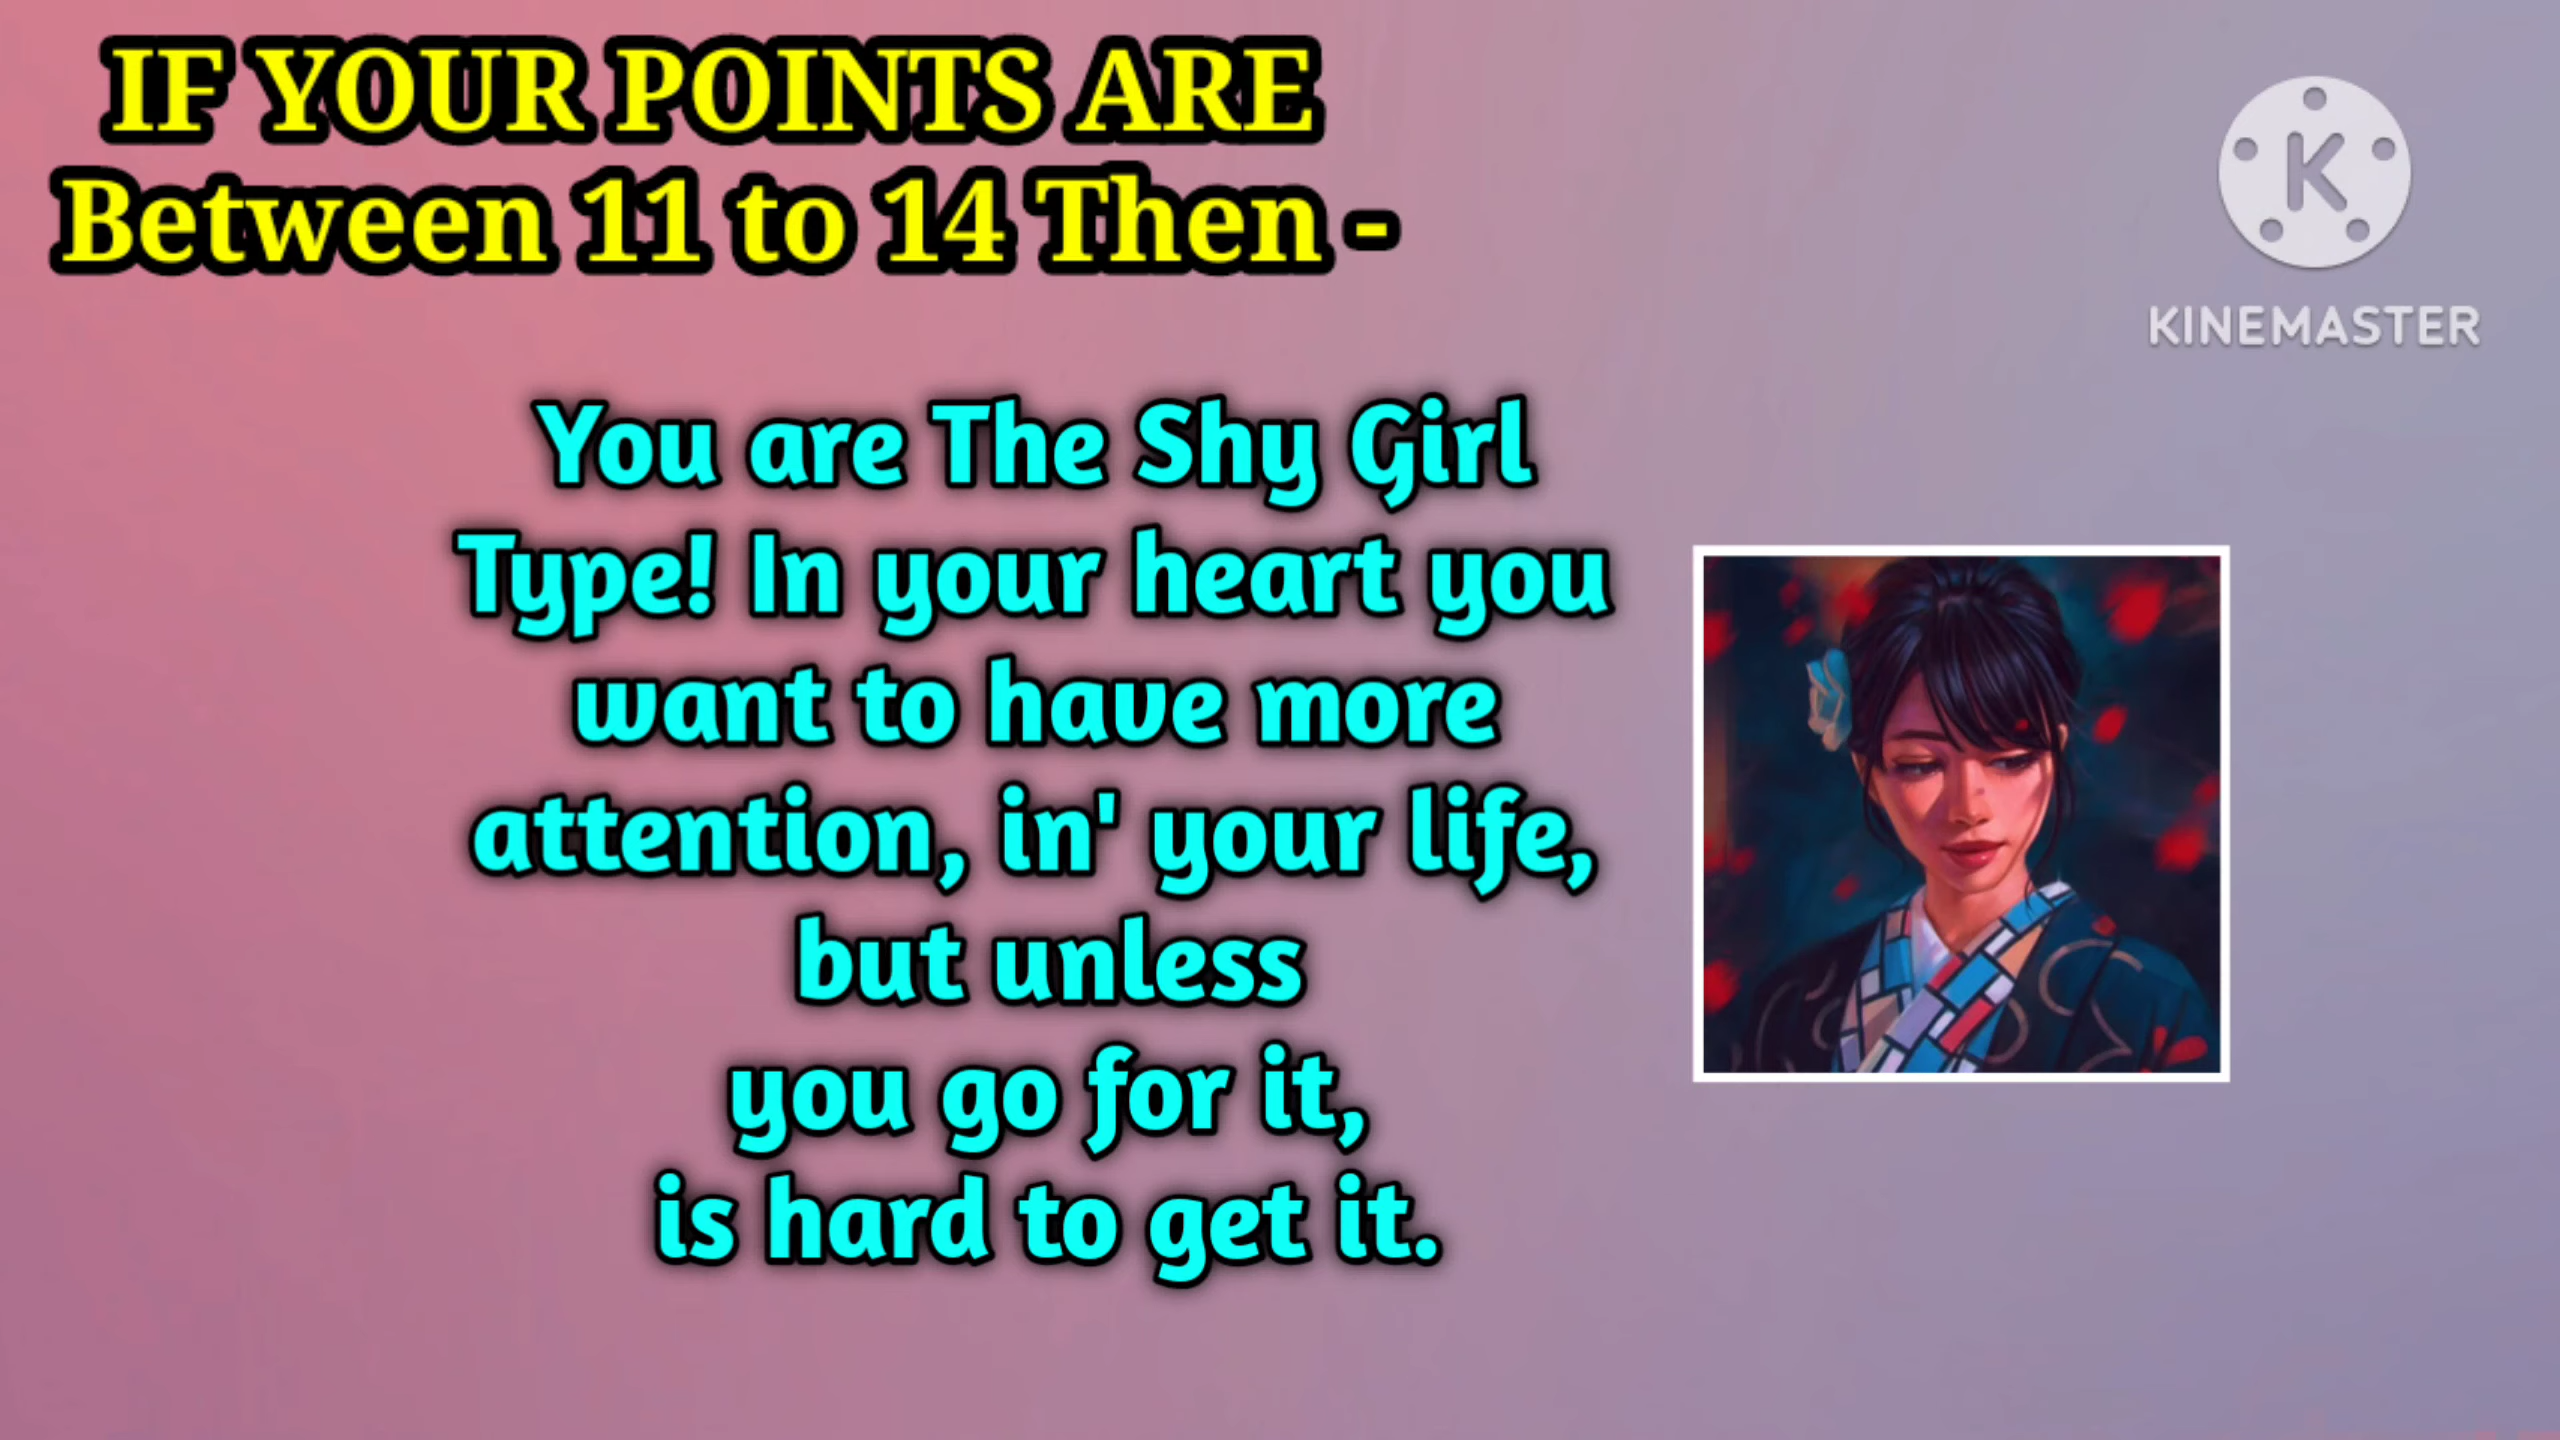 IF YOUR POINTS ARE
Between 11 to 14 Then -
K
KINEMASTER
You are The Shy Girl
Type! In your heart you
want to have more
attention, in' your life,
but unless
you go for it,
is hard to get it.